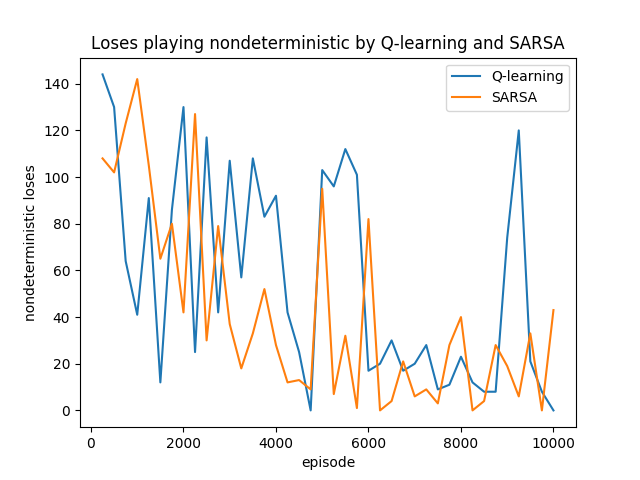 Loses playing nondeterministic by Q-learning and SARSA
Q-learning
SARSA
nondeterministic loses
140
120
100
80
60
40
20
0
0 2000 4000 6000 8000 10000
episode